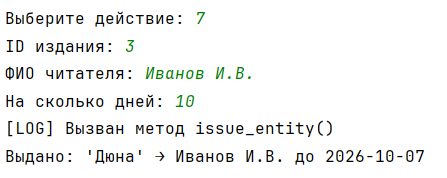 Выберите действие: 7
ID издания: 3
ФИО читателя: Иванов И.В.
На сколько дней: 10
[LOG] Вызван метод issue_entity()
Выдано: 'Дюна' → Иванов И.В. до 2026-10-07